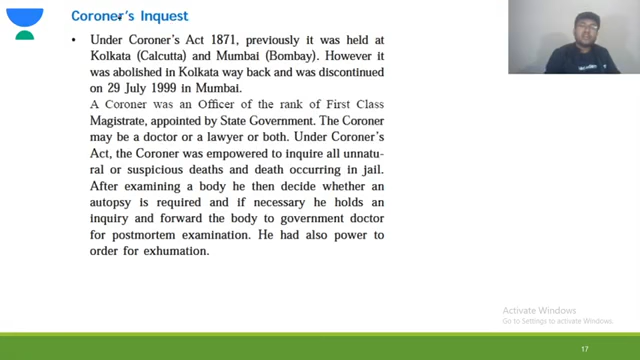 Coroner's Inquest
• Under Coroner's Act 1871, previously it was held at
Kolkata (Calcutta) and Mumbai (Bombay). However it
was abolished in Kolkata way back and was discontinued
on 29 July 1999 in Mumbai.
A Coroner was an Officer of the rank of First Class
Magistrate, appointed by State Government. The Coroner
may be a doctor or a lawyer or both. Under Coroner's
Act, the Coroner was empowered to inquire all unnatu-
ral or suspicious deaths and death occurring in jail.
After examining a body he then decide whether an
autopsy is required and if necessary he holds an
inquiry and forward the body to government doctor
for postmortem examination. He had also power to
order for exhumation.
Activate Windows
Go to Settings to activate Windows.
17